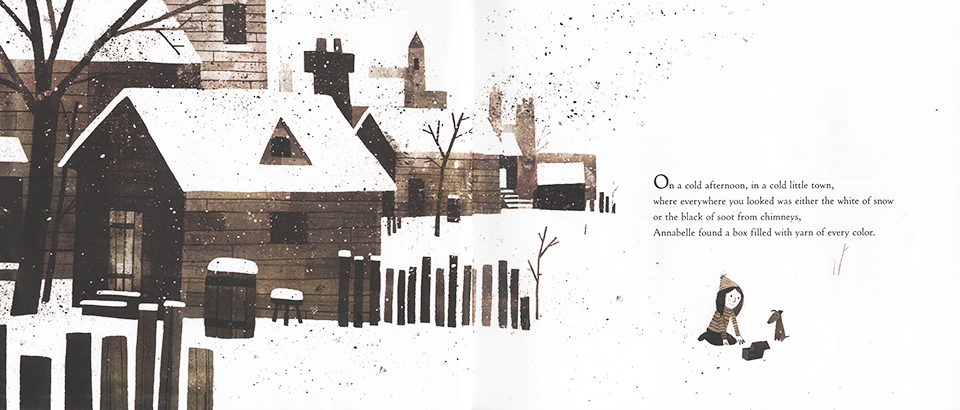 On a cold afternoon, in a cold little town,
where everywhere you looked was either the white of snow
or the black of soot from chimneys,
Annabelle found a box filled with yarn of every color.